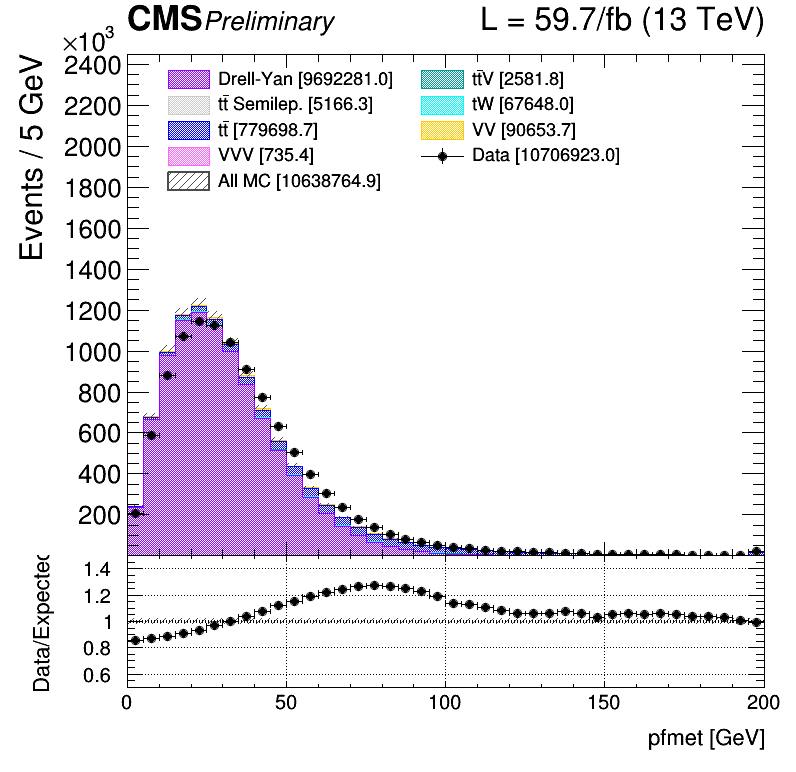 CMS Preliminary L = 59.7/fb (13 TeV)
×10³
Events / 5 GeV
2400
2200
2000
1800
1600
1400
1200
1000
800
600
400
200
Drell-Yan [9692281.0]
tt̄ Semilep. [5166.3]
tt̄ [779698.7]
VVV [735.4]
All MC [10638764.9]
tt̄V [2581.8]
tW [67648.0]
VV [90653.7]
Data [10706923.0]
Data/Expected
1.4
1.2
1
0.8
0.6
0 50 100 150 200
pfmet [GeV]